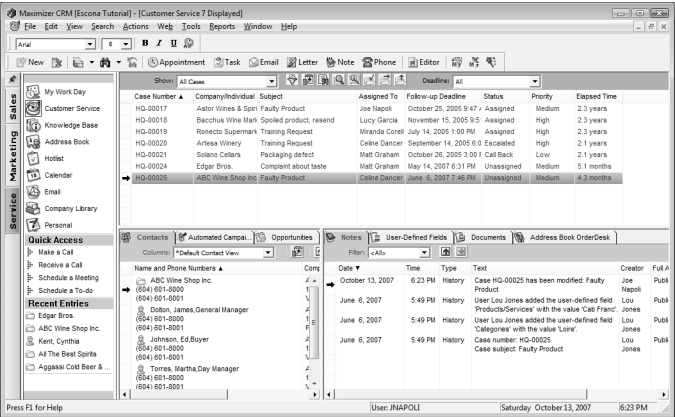 Maximizer CRM [Escona Tutorial] - [Customer Service 7 Displayed]
File Edit View Search Actions Web Tools Reports Window Help
Arial 8 B I U
New Appointment Task Email Letter Note Phone Editor
Sales
Marketing
Service
My Work Day
Customer Service
Knowledge Base
Address Book
Hotlist
Calendar
Email
Company Library
Personal
Quick Access
Make a Call
Receive a Call
Schedule a Meeting
Schedule a To-do
Recent Entries
Edgar Bros.
ABC Wine Shop Inc.
Kent, Cynthia
All The Best Spirits
Aggassi Cold Beer & ...
Show: All Cases Deadline: All
Case Number ▲ Company/Individual Subject Assigned To Follow-up Deadline Status Priority Elapsed Time
HQ-00017 Astor Wines & Spiri Faulty Product Joe Napoli October 25, 2005 9:47 Assigned Medium 2.3 years
HQ-00018 Bacchus Wine Mark Spoiled product, resend Lucy Garcia November 15, 2005 9:5 Assigned High 2.3 years
HQ-00019 Ronecto Supermark Training Request Miranda Corell July 14, 2005 1:00 PM Assigned High 2.3 years
HQ-00020 Artesa Winery Training Request Celine Dancer September 14, 2005 6:0 Escalated High 2.1 years
HQ-00021 Solano Cellars Packaging defect Matt Graham October 26, 2005 3:00 Call Back Low 2.1 years
HQ-00024 Edgar Bros. Complaint about taste Matt Graham May 14, 2007 6:31 PM Unassigned Medium 5.1 months
HQ-00025 ABC Wine Shop Inc Faulty Product Celine Dancer June 6, 2007 7:46 PM Unassigned Medium 4.3 months
Contacts Automated Campai... Opportunities
Columns: *Default Contact View
Name and Phone Numbers ▲ Comp
ABC Wine Shop Inc.
(604) 601-8000
(604) 601-8001
Dolton, James,General Manager
(604) 601-8000
(604) 601-8001
Johnson, Ed,Buyer
(604) 601-8000
(604) 601-8001
Torres, Martha,Day Manager
(604) 601-8000
(604) 601-8001
Notes User-Defined Fields Documents Address Book OrderDesk
Filter: <All>
Date ▼ Time Type Text Creator Full A
October 13, 2007 6:23 PM History Case HQ-00025 has been modified: Faulty Joe Publi
Product Napoli
June 6, 2007 5:49 PM History User Lou Jones added the user-defined field Lou Publi
'Products/Services' with the value 'Cab Franc'. Jones
June 6, 2007 5:49 PM History User Lou Jones added the user-defined field Lou Publi
'Categories' with the value 'Loire'. Jones
June 6, 2007 5:49 PM History Case number: HQ-00025 Lou Publi
Case subject: Faulty Product Jones
Press F1 for Help User: JNAPOLI Saturday October 13, 2007 6:23 PM